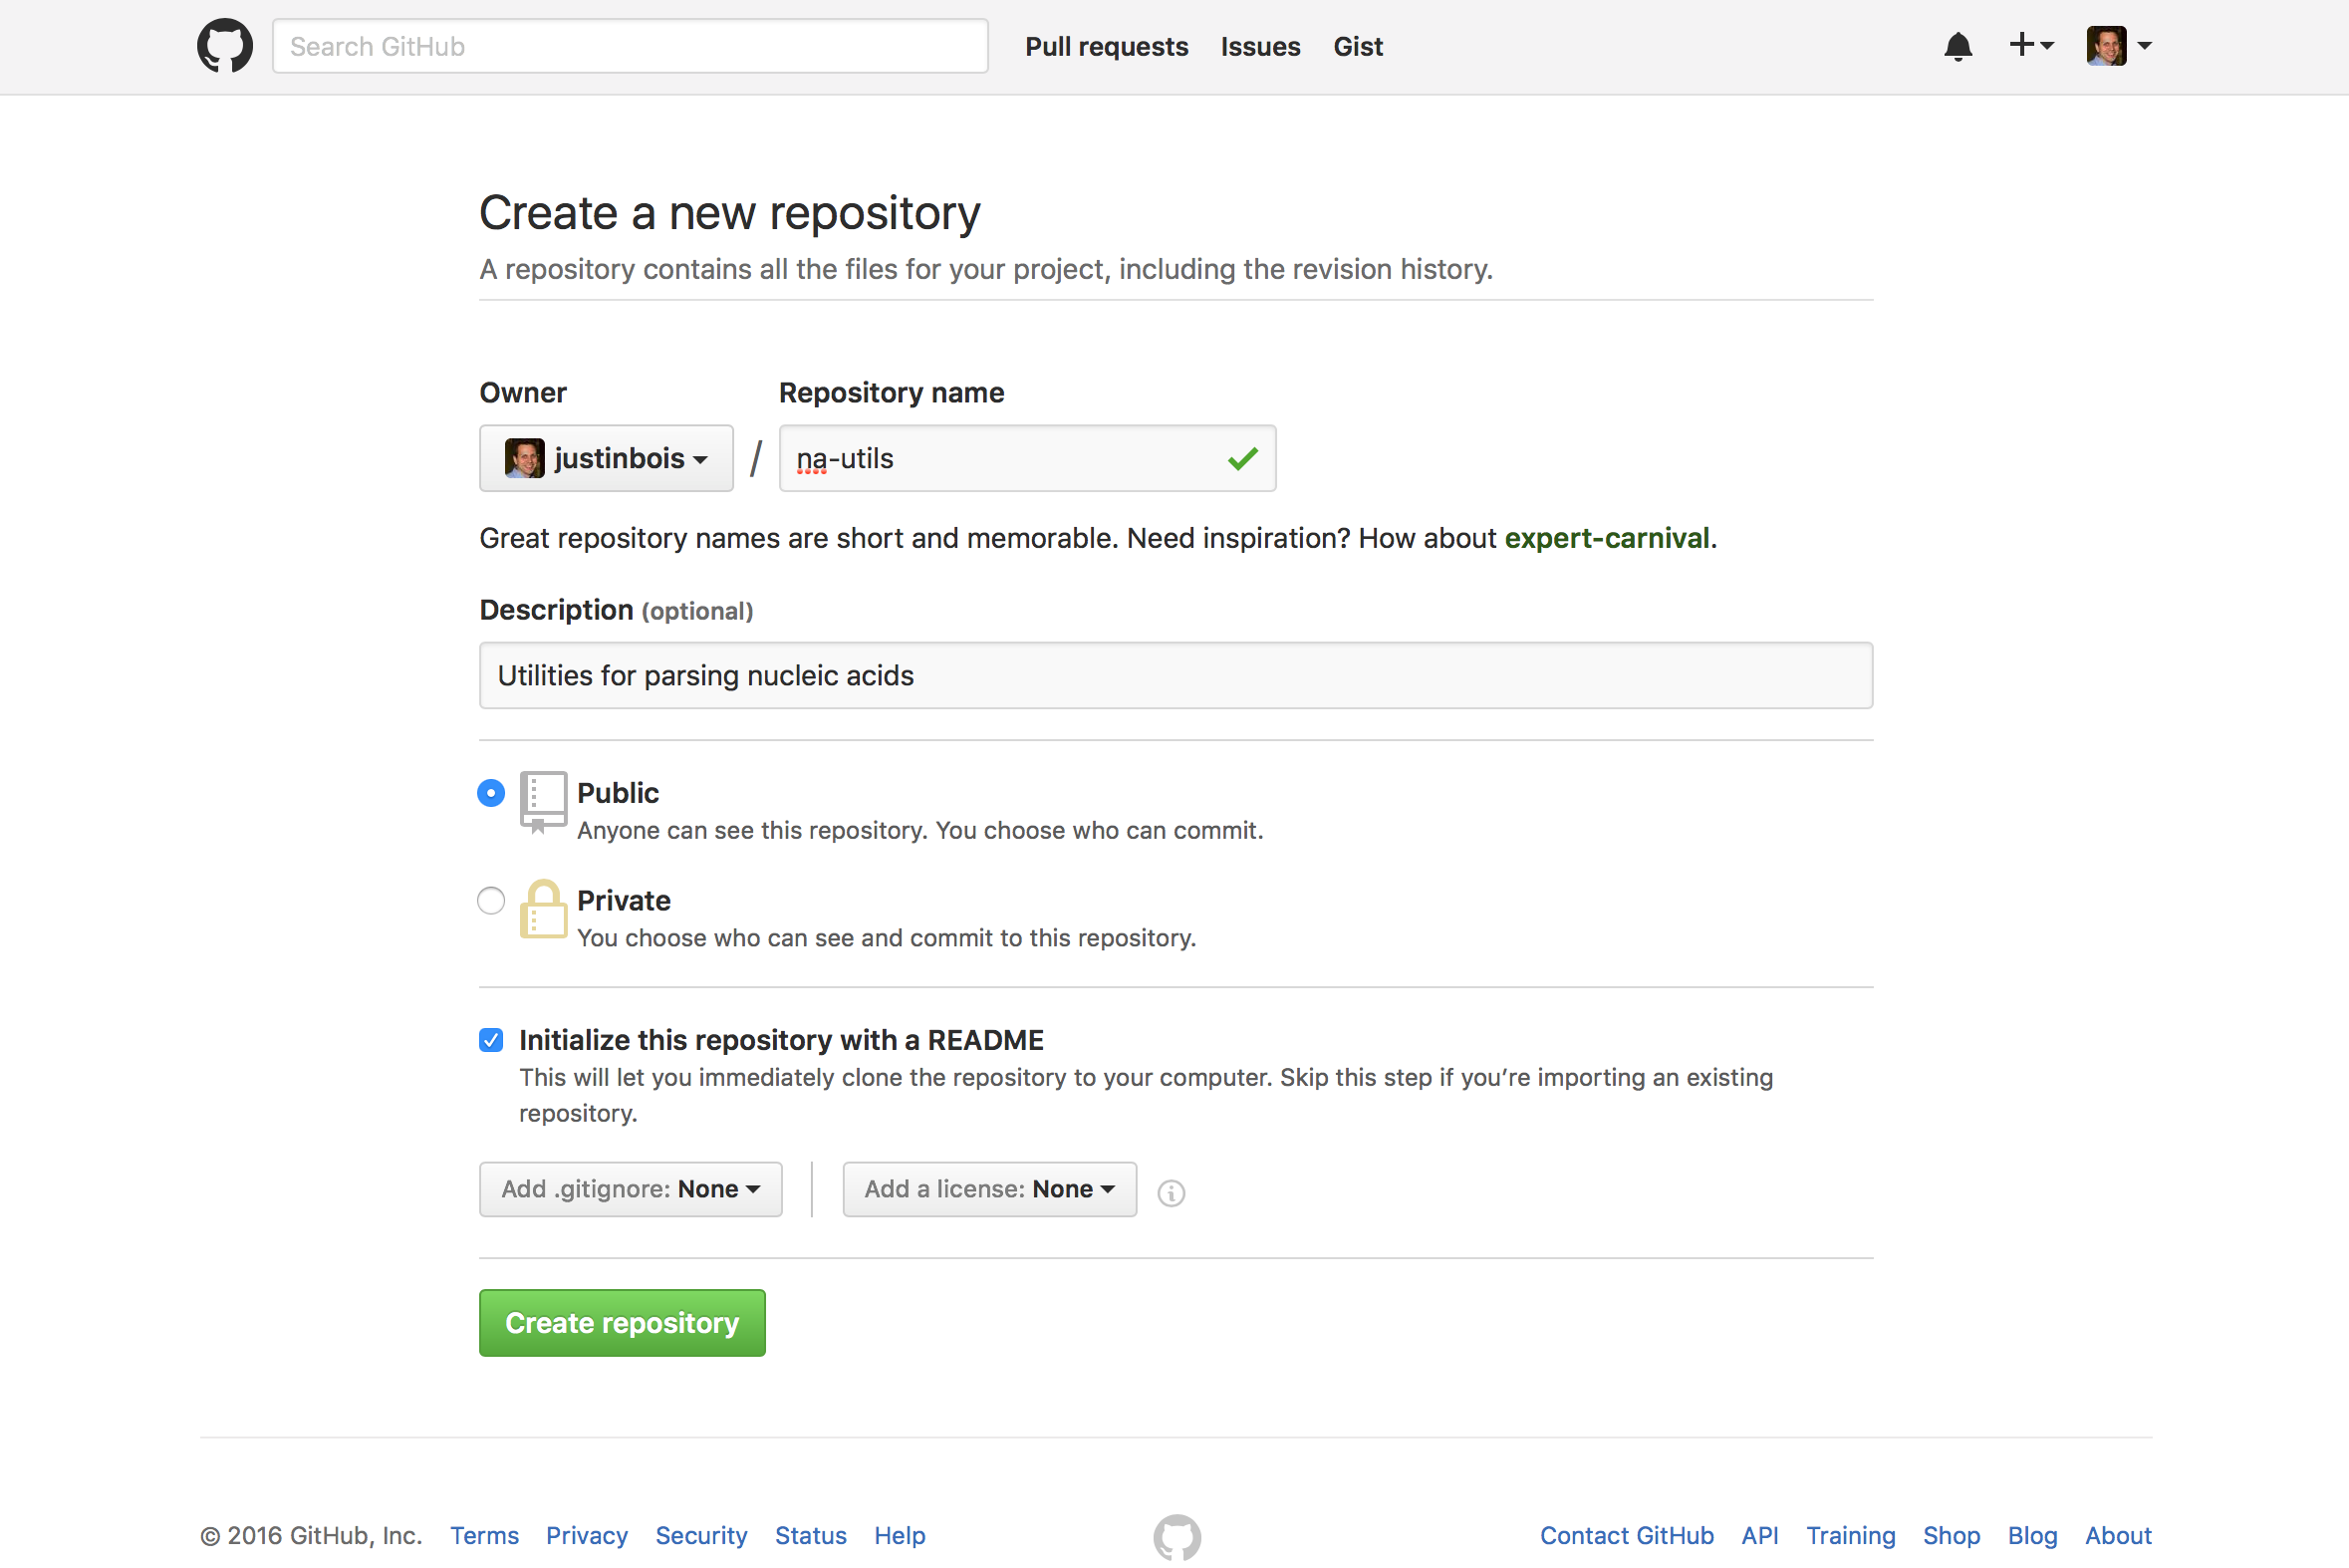 Search GitHub
Pull requests Issues Gist
Create a new repository
A repository contains all the files for your project, including the revision history.
Owner Repository name
justinbois / na-utils
Great repository names are short and memorable. Need inspiration? How about expert-carnival.
Description (optional)
Utilities for parsing nucleic acids
Public
Anyone can see this repository. You choose who can commit.
Private
You choose who can see and commit to this repository.
Initialize this repository with a README
This will let you immediately clone the repository to your computer. Skip this step if you’re importing an existing
repository.
Add .gitignore: None Add a license: None
Create repository
© 2016 GitHub, Inc. Terms Privacy Security Status Help Contact GitHub API Training Shop Blog About